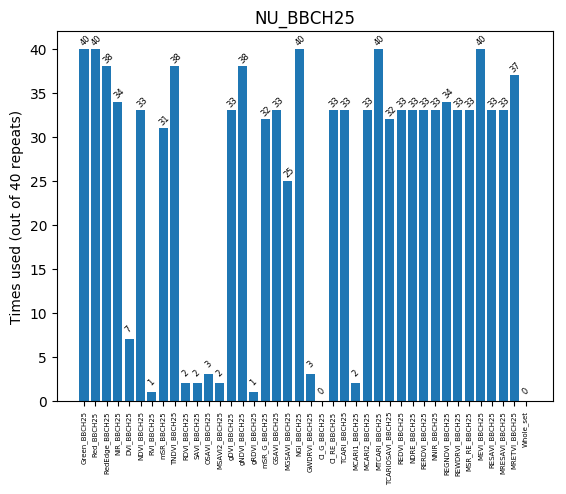 NU_BBCH25
Times used (out of 40 repeats)
40
35
30
25
20
15
10
5
0
40
40
38
34
7
33
1
31
38
2
2
3
2
33
38
1
32
33
25
40
3
0
33
33
2
33
40
32
33
33
33
33
34
33
33
40
33
33
37
0
Green_BBCH25
Red_BBCH25
RedEdge_BBCH25
NIR_BBCH25
DVI_BBCH25
NDVI_BBCH25
RVI_BBCH25
mSR_BBCH25
TNDVI_BBCH25
RDVI_BBCH25
SAVI_BBCH25
OSAVI_BBCH25
MSAVI2_BBCH25
gDVI_BBCH25
gNDVI_BBCH25
gRDVI_BBCH25
mSR_G_BBCH25
GSAVI_BBCH25
MGSAVI_BBCH25
NGI_BBCH25
GWDRVI_BBCH25
CI_G_BBCH25
CI_RE_BBCH25
TCARI_BBCH25
MCARI1_BBCH25
MCARI2_BBCH25
MTCARI_BBCH25
TCARIOSAVI_BBCH25
REDVI_BBCH25
NDRE_BBCH25
RERDVI_BBCH25
NNIR_BBCH25
REGNDVI_BBCH25
REWDRVI_BBCH25
MSR_RE_BBCH25
MEVI_BBCH25
RESAVI_BBCH25
MRESAVI_BBCH25
MRETVI_BBCH25
Whole_set